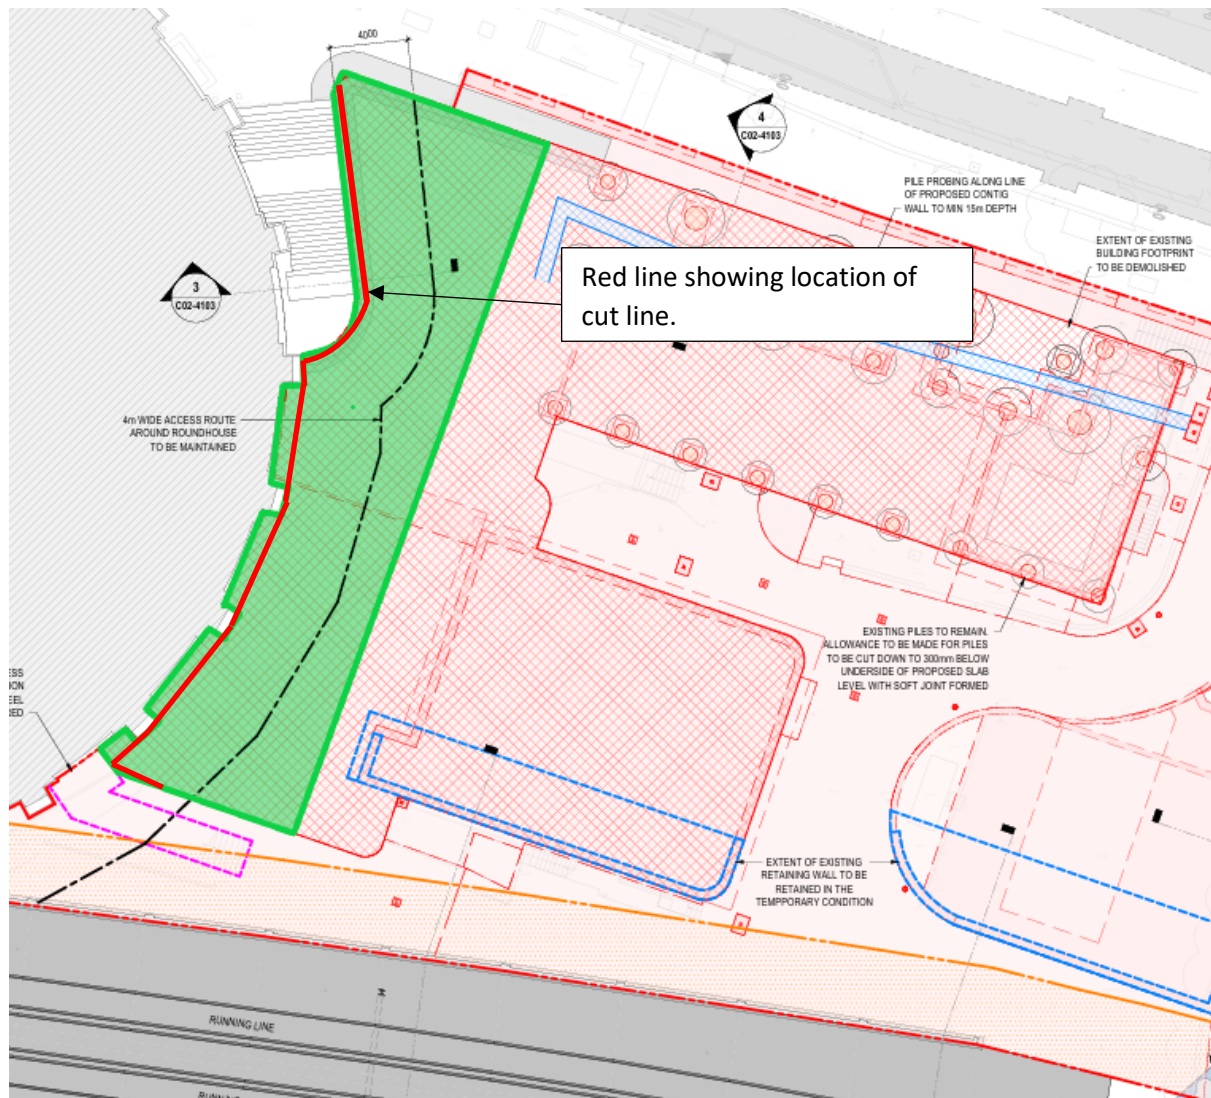 4000
4
C02-4103
PILE PROBING ALONG LINE
OF PROPOSED CONTIG
WALL TO MIN 15m DEPTH
EXTENT OF EXISTING
BUILDING FOOTPRINT
TO BE DEMOLISHED
Red line showing location of
cut line.
3
C02-4103
4m WIDE ACCESS ROUTE
AROUND ROUNDHOUSE
TO BE MAINTAINED
EXISTING PILES TO REMAIN.
ALLOWANCE TO BE MADE FOR PILES
TO BE CUT DOWN TO 300mm BELOW
UNDERSIDE OF PROPOSED SLAB
LEVEL WITH SOFT JOINT FORMED
ESS
ION
EEL
RED
EXTENT OF EXISTING
RETAINING WALL TO BE
RETAINED IN THE
TEMPPORARY CONDITION
RUNNING LINE